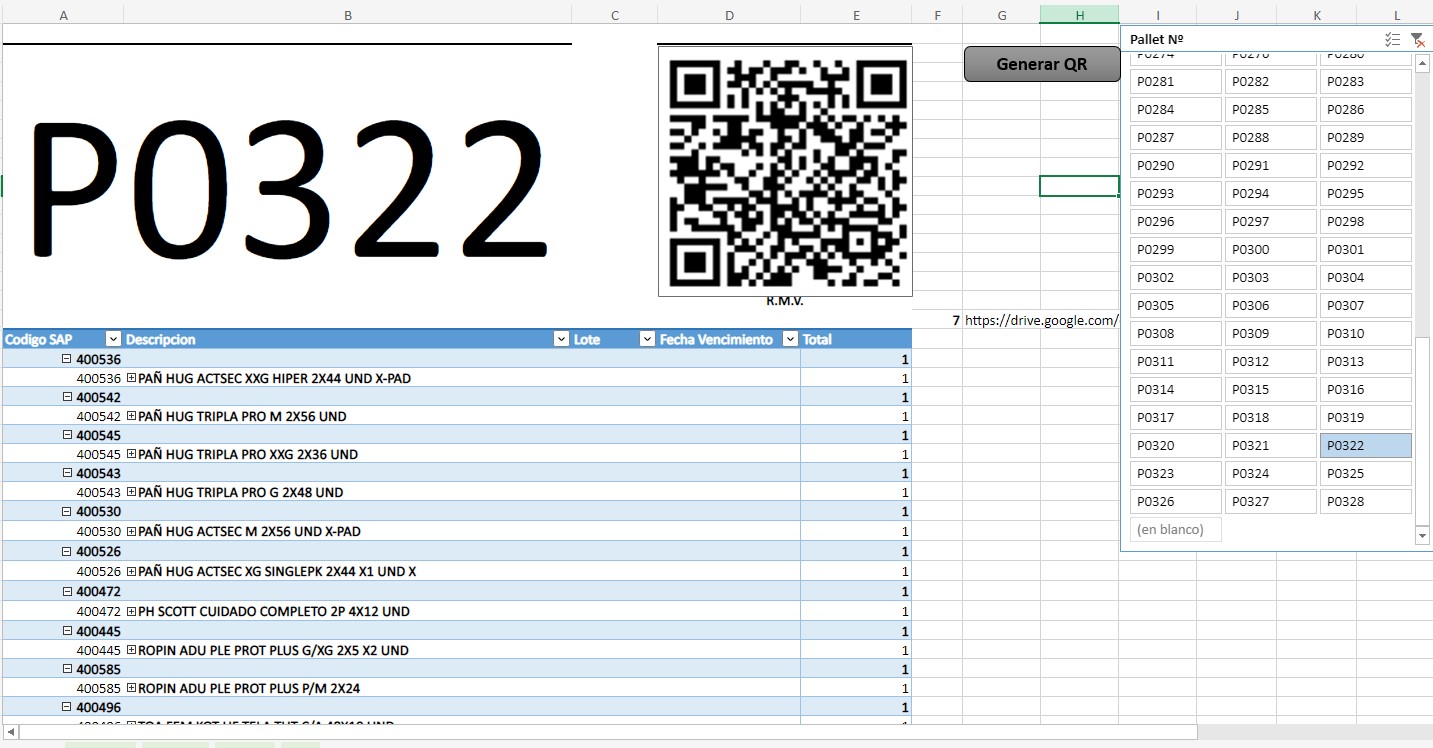 A B C D E F G H I J K L
P0322
Generar QR
R.M.V.
7 https://drive.google.com/
Pallet Nº
P0281 P0282 P0283
P0284 P0285 P0286
P0287 P0288 P0289
P0290 P0291 P0292
P0293 P0294 P0295
P0296 P0297 P0298
P0299 P0300 P0301
P0302 P0303 P0304
P0305 P0306 P0307
P0308 P0309 P0310
P0311 P0312 P0313
P0314 P0315 P0316
P0317 P0318 P0319
P0320 P0321 P0322
P0323 P0324 P0325
P0326 P0327 P0328
(en blanco)
Codigo SAP Descripcion Lote Fecha Vencimiento Total
400536 1
400536 PAÑ HUG ACTSEC XXG HIPER 2X44 UND X-PAD 1
400542 1
400542 PAÑ HUG TRIPLA PRO M 2X56 UND 1
400545 1
400545 PAÑ HUG TRIPLA PRO XXG 2X36 UND 1
400543 1
400543 PAÑ HUG TRIPLA PRO G 2X48 UND 1
400530 1
400530 PAÑ HUG ACTSEC M 2X56 UND X-PAD 1
400526 1
400526 PAÑ HUG ACTSEC XG SINGLEPK 2X44 X1 UND X 1
400472 1
400472 PH SCOTT CUIDADO COMPLETO 2P 4X12 UND 1
400445 1
400445 ROPIN ADU PLE PROT PLUS G/XG 2X5 X2 UND 1
400585 1
400585 ROPIN ADU PLE PROT PLUS P/M 2X24 1
400496 1